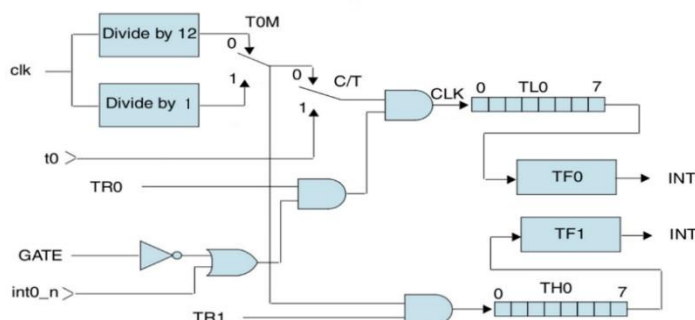 T0M
Divide by 12
0
clk
1
Divide by 1
0
C/T
1
t0
TR0
CLK
0 TL0 7
TF0 INT
TF1 INT
GATE
int0_n
TR1
0 TH0 7